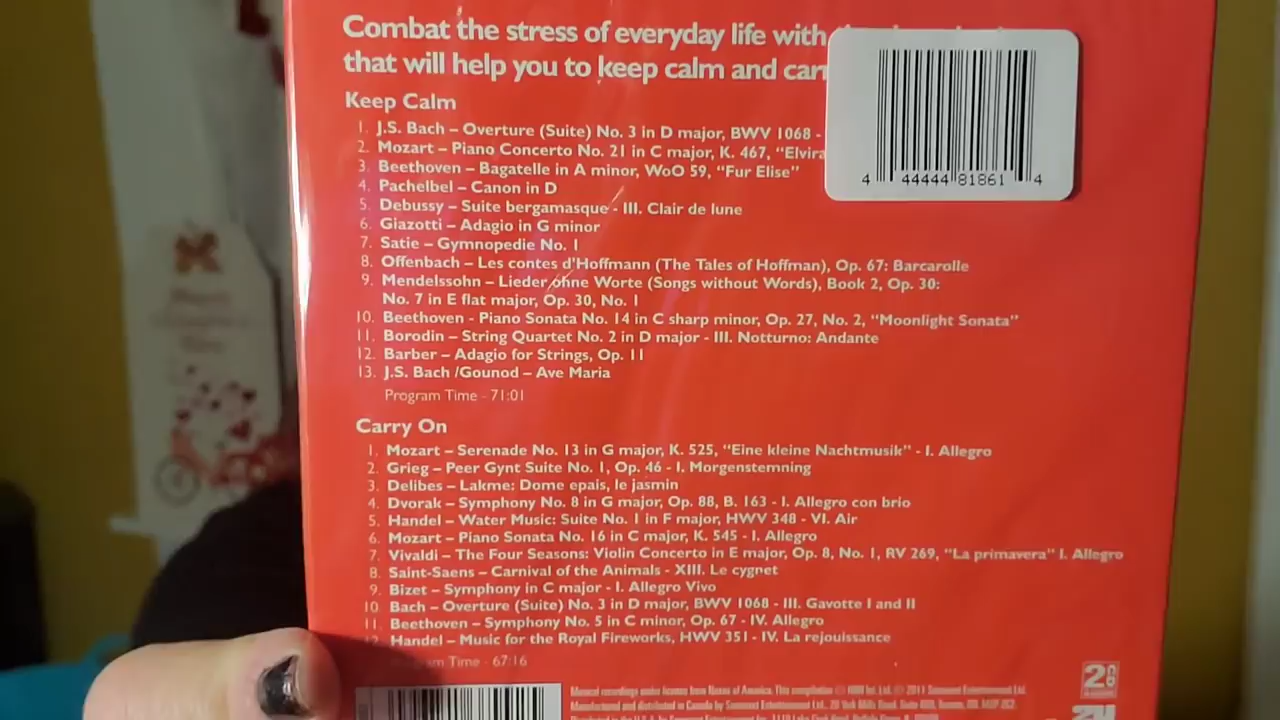 Combat the stress of everyday life with
that will help you to keep calm and
Keep Calm
1. J.S. Bach – Overture (Suite) No. 3 in D major, BWV 1068 -
2. Mozart – Piano Concerto No. 21 in C major, K. 467, “Elvira
3. Beethoven – Bagatelle in A minor, WoO 59, “Fur Elise”
4. Pachelbel – Canon in D
5. Debussy – Suite bergamasque - III. Clair de lune
6. Giazotti – Adagio in G minor
7. Satie – Gymnopedie No. 1
8. Offenbach – Les contes d'Hoffmann (The Tales of Hoffman), Op. 67: Barcarolle
9. Mendelssohn – Lieder ohne Worte (Songs without Words), Book 2, Op. 30:
No. 7 in E flat major, Op. 30, No. 1
10. Beethoven - Piano Sonata No. 14 in C sharp minor, Op. 27, No. 2, “Moonlight Sonata”
11. Borodin – String Quartet No. 2 in D major - III. Notturno: Andante
12. Barber – Adagio for Strings, Op. 11
13. J.S. Bach /Gounod – Ave Maria
Program Time - 71:01
Carry On
1. Mozart – Serenade No. 13 in G major, K. 525, “Eine kleine Nachtmusik” - I. Allegro
2. Grieg – Peer Gynt Suite No. 1, Op. 46 - I. Morgenstemning
3. Delibes – Lakme: Dome epais, le jasmin
4. Dvorak – Symphony No. 8 in G major, Op. 88, B. 163 - I. Allegro con brio
5. Handel – Water Music: Suite No. 1 in F major, HWV 348 - VI. Air
6. Mozart – Piano Sonata No. 16 in C major, K. 545 - I. Allegro
7. Vivaldi – The Four Seasons: Violin Concerto in E major, Op. 8, No. 1, RV 269, “La primavera” I. Allegro
8. Saint-Saens – Carnival of the Animals - XIII. Le cygnet
9. Bizet – Symphony in C major - I. Allegro Vivo
10 Bach – Overture (Suite) No. 3 in D major, BWV 1068 - III. Gavotte I and II
11. Beethoven – Symphony No. 5 in C minor, Op. 67 - IV. Allegro
12. Handel – Music for the Royal Fireworks, HWV 351 - IV. La rejouissance
Program Time - 67:16
4 44444 81861 4
2